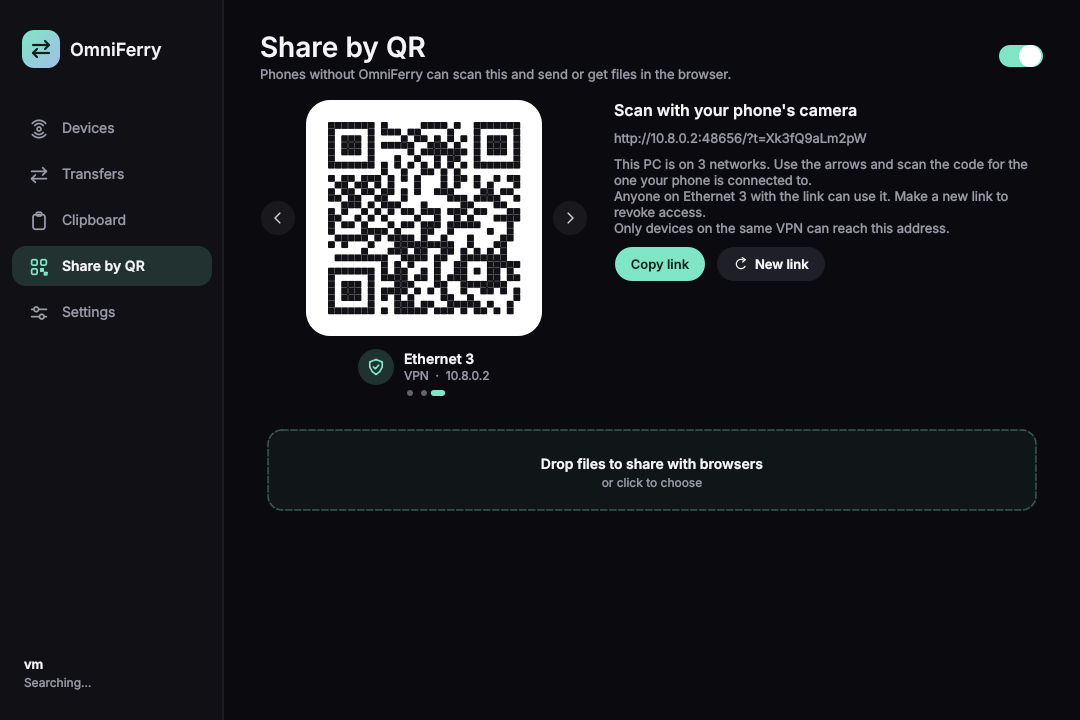 OmniFerry
Devices
Transfers
Clipboard
Share by QR
Settings
vm
Searching...
Share by QR
Phones without OmniFerry can scan this and send or get files in the browser.
Ethernet 3
VPN · 10.8.0.2
Scan with your phone's camera
http://10.8.0.2:48656/?t=Xk3fQ9aLm2pW
This PC is on 3 networks. Use the arrows and scan the code for the
one your phone is connected to.
Anyone on Ethernet 3 with the link can use it. Make a new link to
revoke access.
Only devices on the same VPN can reach this address.
Copy link
New link
Drop files to share with browsers
or click to choose